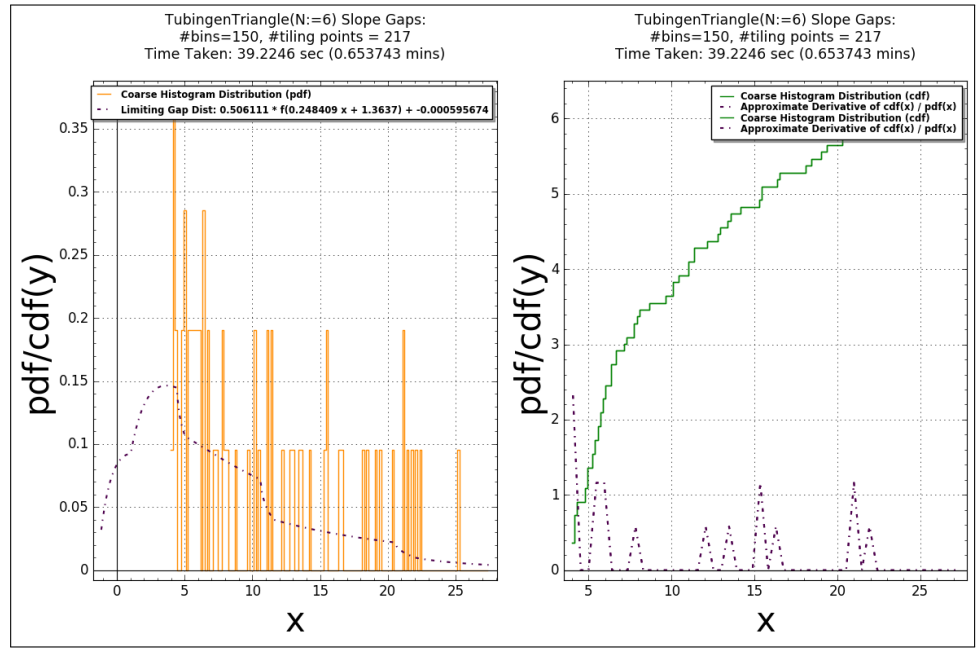 TubingenTriangle(N:=6) Slope Gaps:
#bins=150, #tiling points = 217
Time Taken: 39.2246 sec (0.653743 mins)
Coarse Histogram Distribution (pdf)
Limiting Gap Dist: 0.506111 * f(0.248409 x + 1.3637) + -0.000595674
0.35
0.3
0.25
0.2
0.15
0.1
0.05
0
pdf/cdf(y)
0
5
10
15
20
25
x
TubingenTriangle(N:=6) Slope Gaps:
#bins=150, #tiling points = 217
Time Taken: 39.2246 sec (0.653743 mins)
Coarse Histogram Distribution (cdf)
Approximate Derivative of cdf(x) / pdf(x)
Coarse Histogram Distribution (cdf)
Approximate Derivative of cdf(x) / pdf(x)
6
5
4
3
2
1
0
pdf/cdf(y)
5
10
15
20
25
x